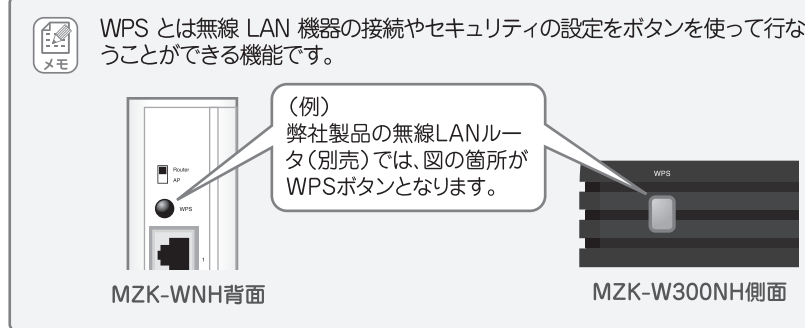 メモ
WPS とは無線 LAN 機器の接続やセキュリティの設定をボタンを使って行な
うことができる機能です。
（例）
弊社製品の無線LANルー
タ（別売）では、図の箇所が
WPSボタンとなります。
Router
AP
WPS
1
WPS
MZK-WNH背面
MZK-W300NH側面